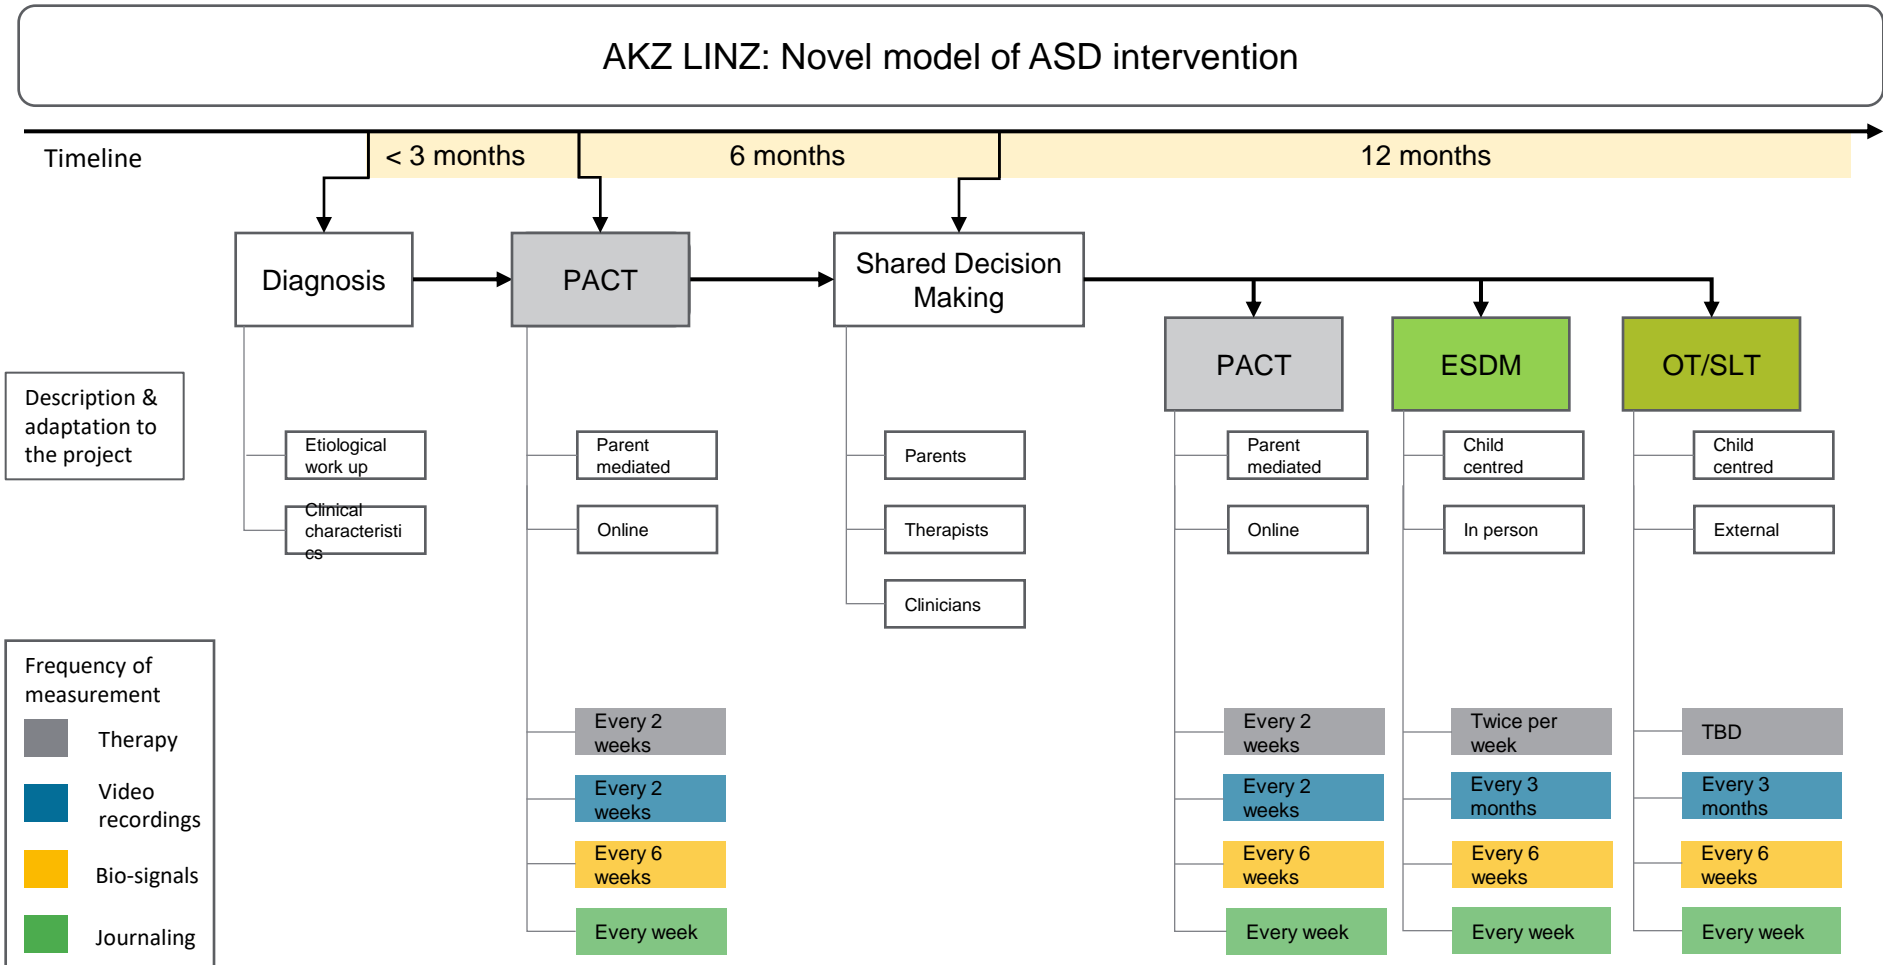 AKZ LINZ: Novel model of ASD intervention
Timeline
< 3 months
6 months
12 months
Diagnosis
PACT
Shared Decision
Making
PACT
ESDM
OT/SLT
Description &
adaptation to
the project
Etiological
work up
Clinical
characteristi
cs
Parent
mediated
Online
Parents
Therapists
Clinicians
Parent
mediated
Online
Child
centred
In person
Child
centred
External
Frequency of
measurement
Therapy
Video
recordings
Bio-signals
Journaling
Every 2
weeks
Every 2
weeks
Every 6
weeks
Every week
Every 2
weeks
Every 2
weeks
Every 6
weeks
Every week
Twice per
week
Every 3
months
Every 6
weeks
Every week
TBD
Every 3
months
Every 6
weeks
Every week